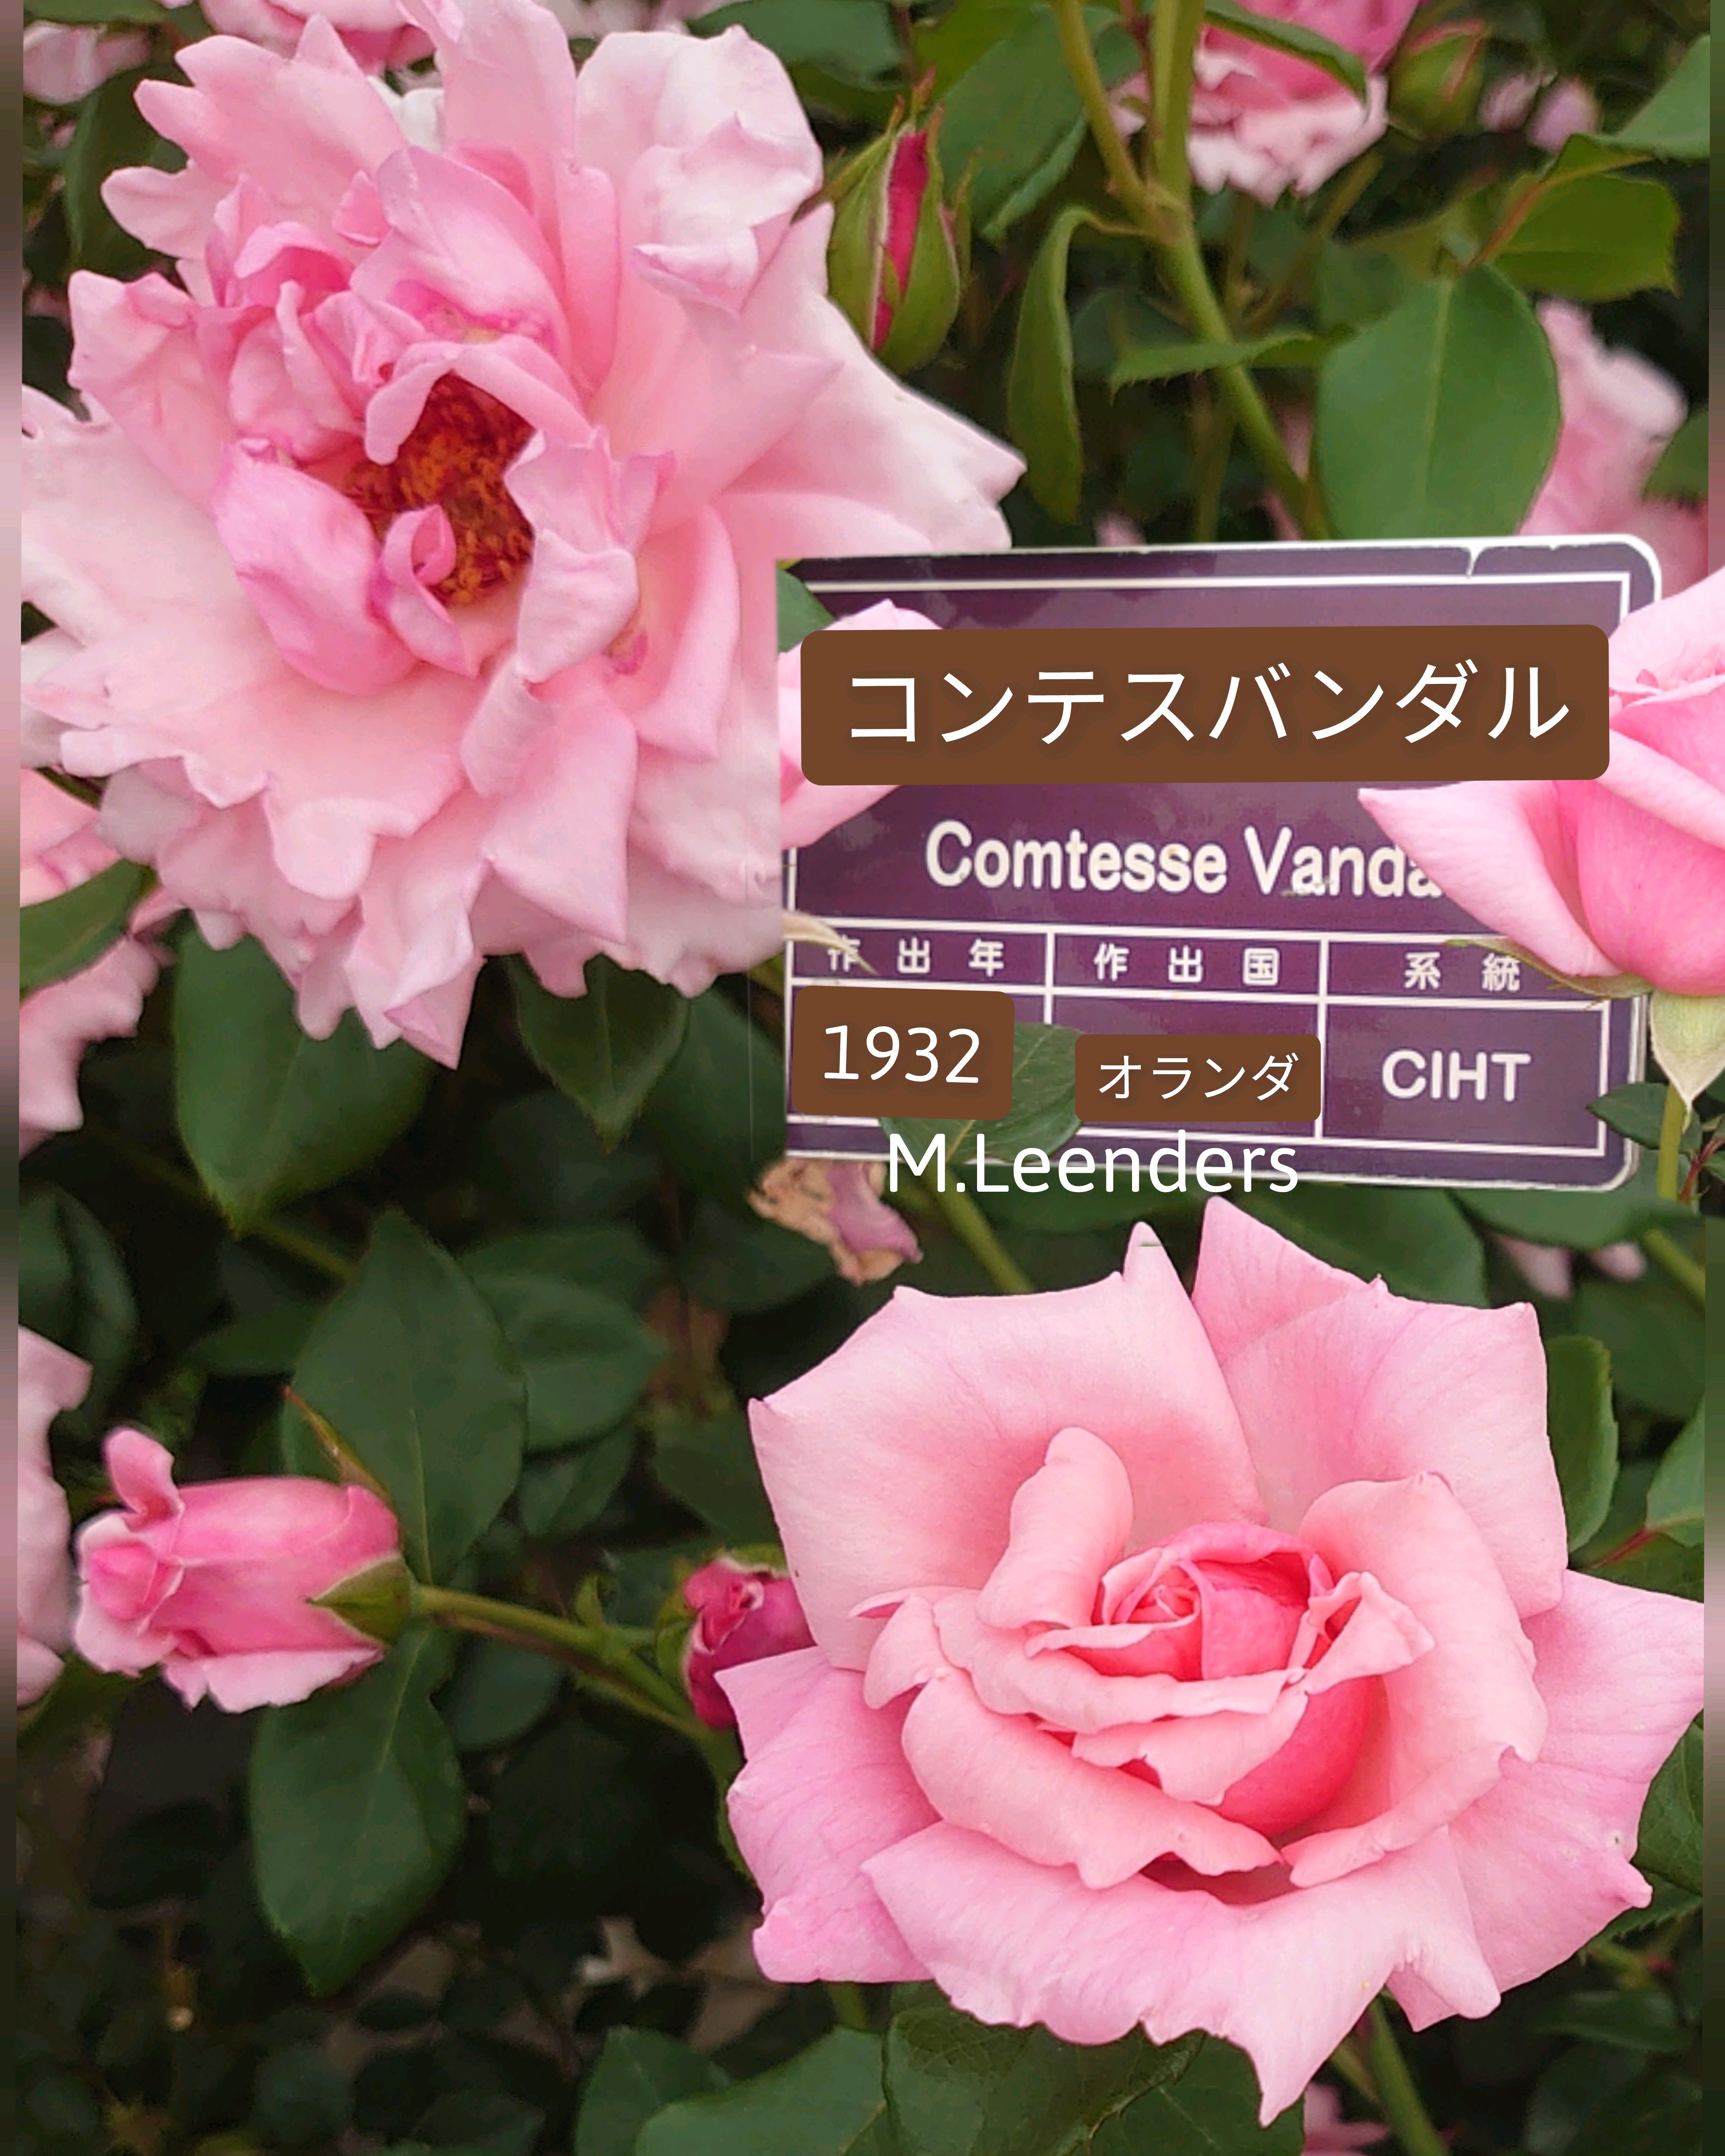 コンテスバンダル
Comtesse Vanda
作出年 作出国 系統
1932 オランダ CIHT
M.Leenders